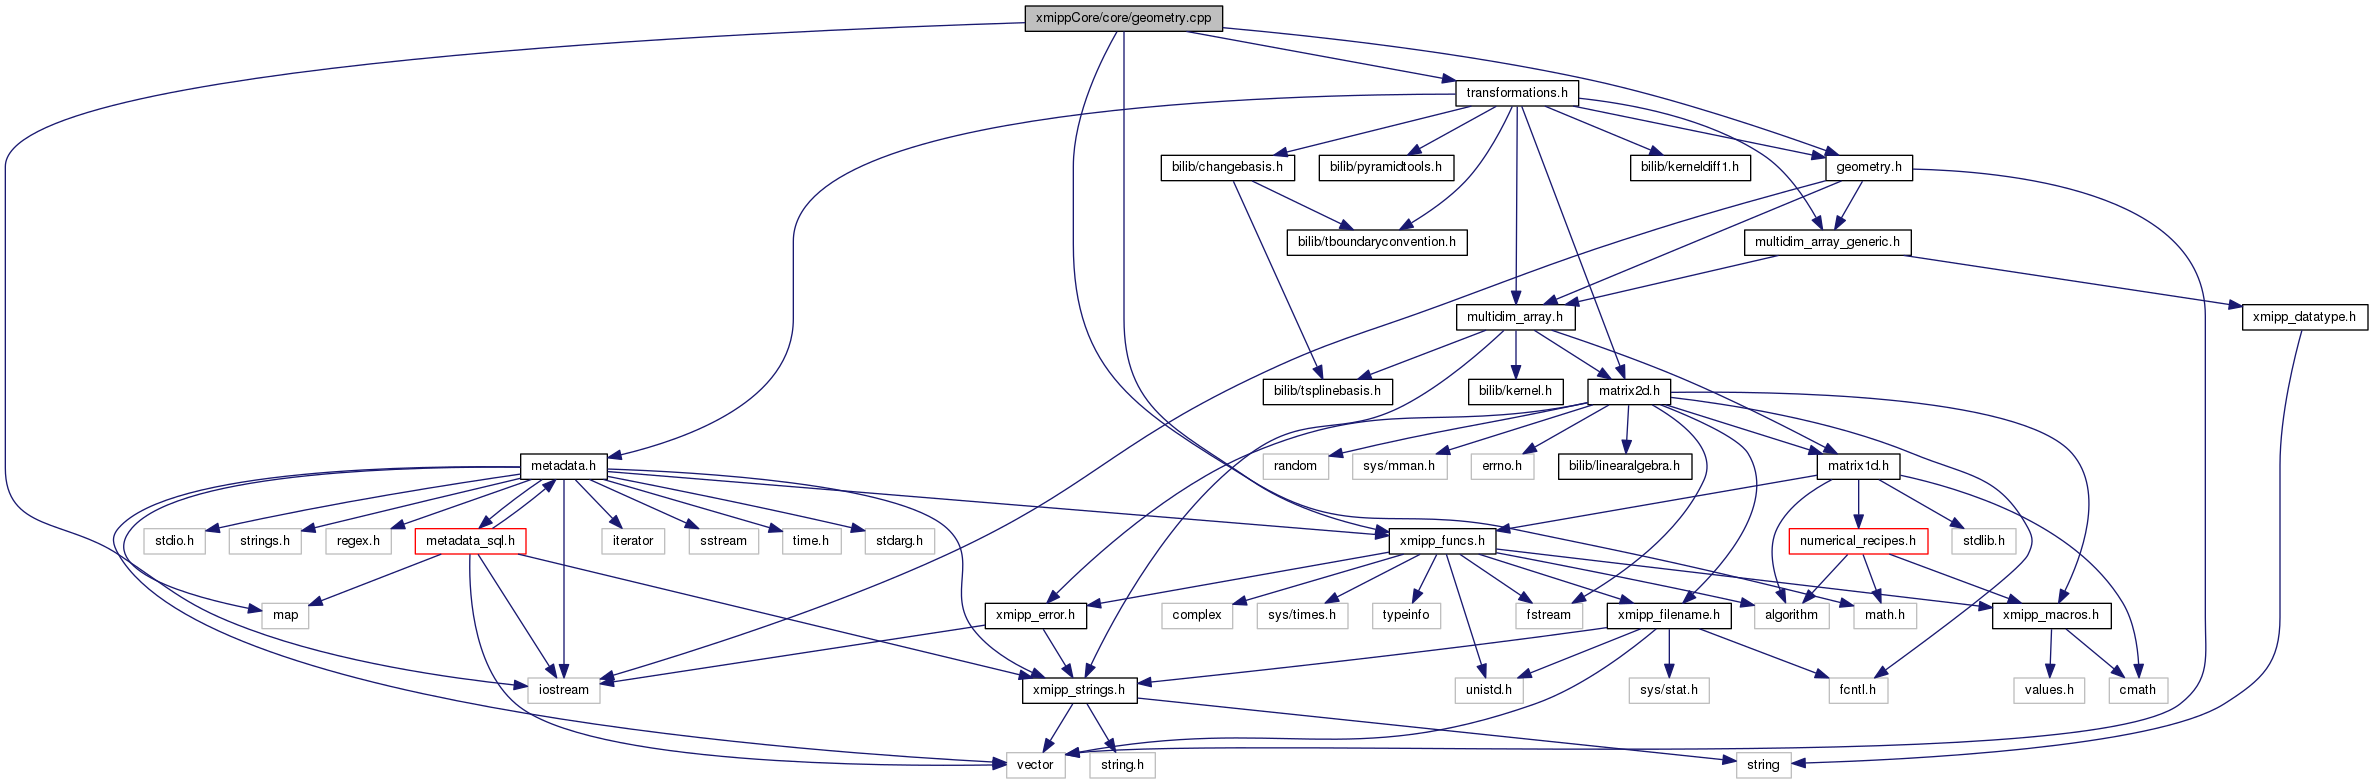 xmippCore/core/geometry.cpp
transformations.h
bilib/changebasis.h
bilib/pyramidtools.h
bilib/kerneldiff1.h
geometry.h
bilib/tboundaryconvention.h
multidim_array_generic.h
multidim_array.h
xmipp_datatype.h
bilib/tsplinebasis.h
bilib/kernel.h
matrix2d.h
metadata.h
random
sys/mman.h
errno.h
bilib/linearalgebra.h
matrix1d.h
stdio.h
strings.h
regex.h
metadata_sql.h
iterator
sstream
time.h
stdarg.h
xmipp_funcs.h
numerical_recipes.h
stdlib.h
map
xmipp_error.h
complex
sys/times.h
typeinfo
fstream
xmipp_filename.h
algorithm
math.h
xmipp_macros.h
iostream
xmipp_strings.h
unistd.h
sys/stat.h
fcntl.h
values.h
cmath
vector
string.h
string